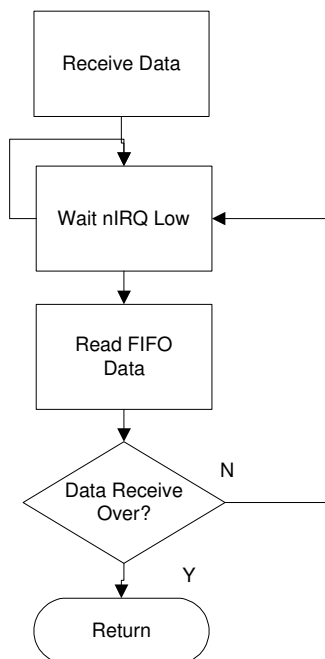 Receive Data
Wait nIRQ Low
Read FIFO
Data
Data Receive
Over?
N
Y
Return